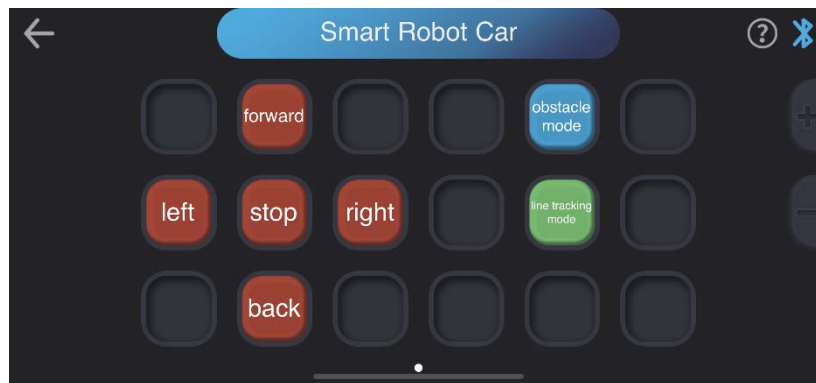 Smart Robot Car
forward
obstacle
mode
left
stop
right
line tracking
mode
back